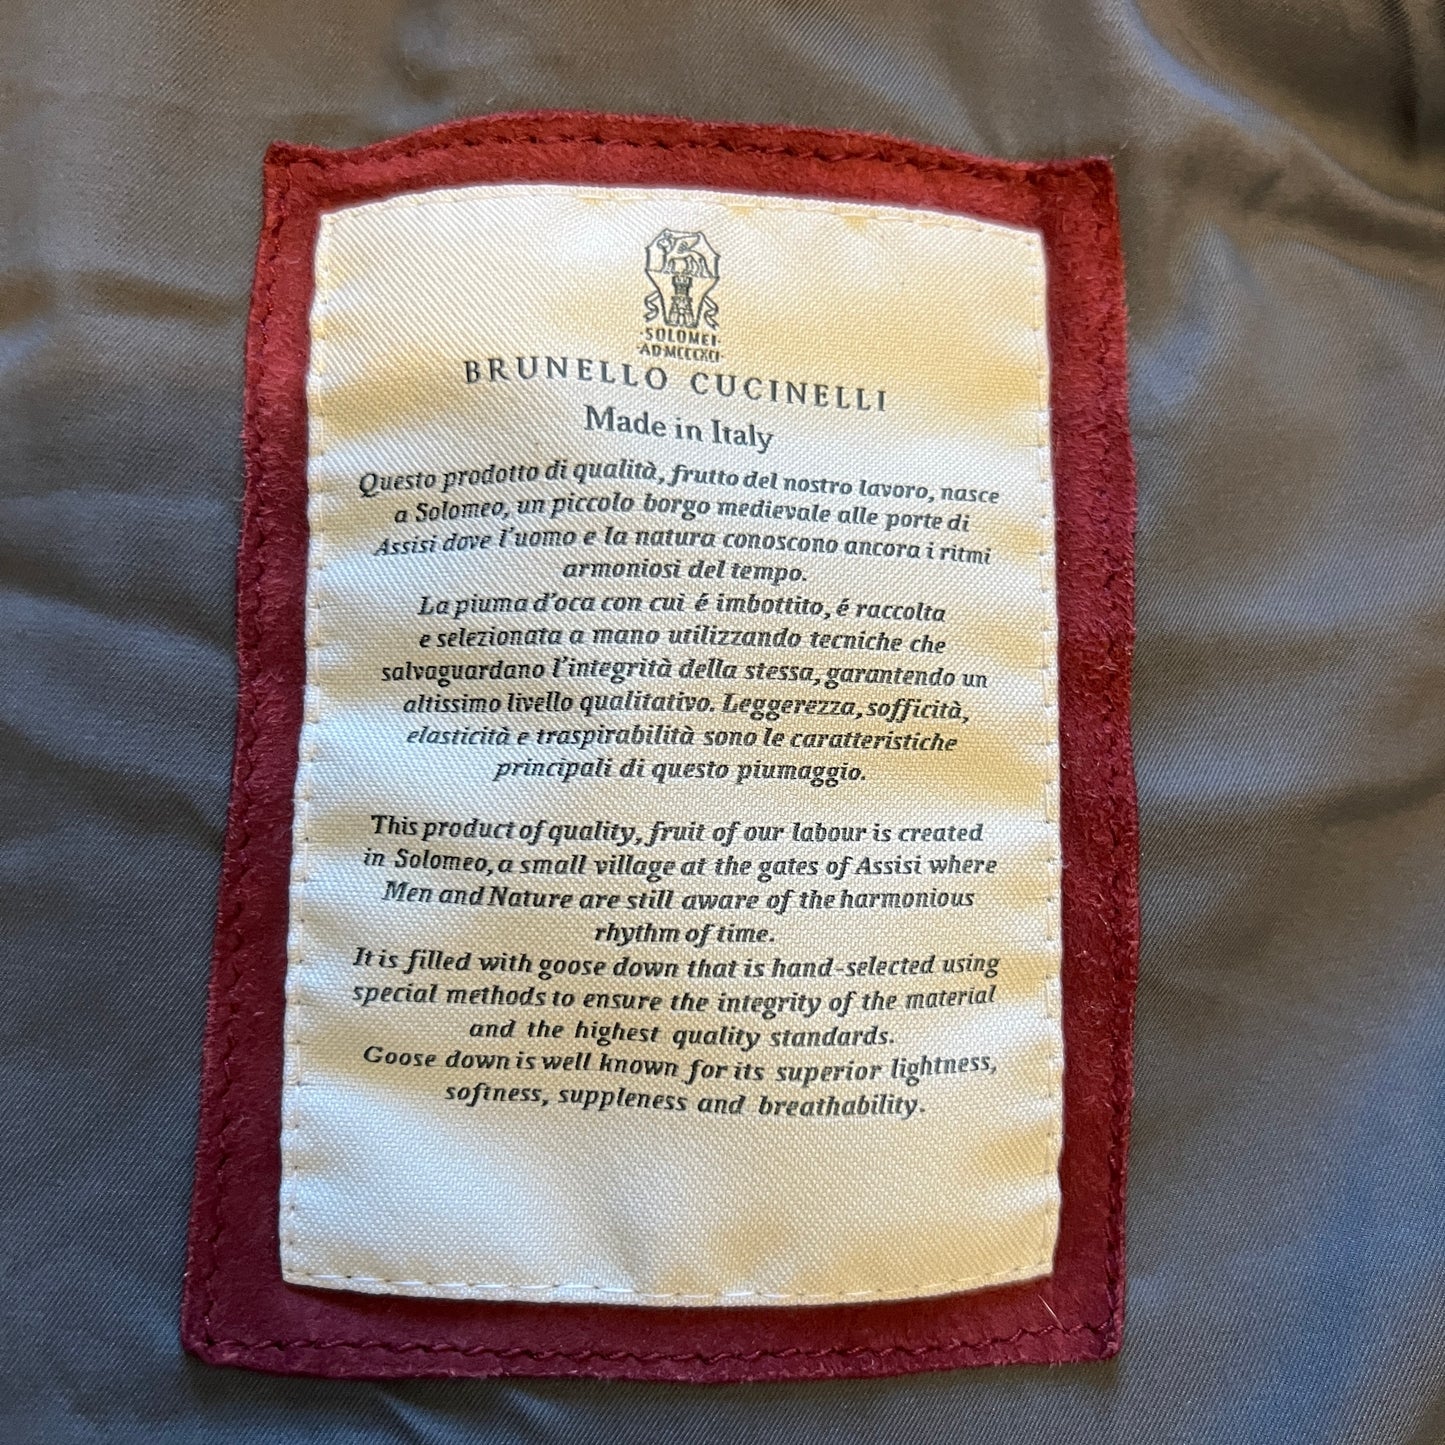 ·SOLOMEI·
·AD·MCCCXCI·
BRUNELLO CUCINELLI
Made in Italy
Questo prodotto di qualità, frutto del nostro lavoro, nasce
a Solomeo, un piccolo borgo medievale alle porte di
Assisi dove l'uomo e la natura conoscono ancora i ritmi
armoniosi del tempo.
La piuma d'oca con cui é imbottito, é raccolta
e selezionata a mano utilizzando tecniche che
salvaguardano l'integrità della stessa, garantendo un
altissimo livello qualitativo. Leggerezza, sofficità,
elasticità e traspirabilità sono le caratteristiche
principali di questo piumaggio.
This product of quality, fruit of our labour is created
in Solomeo, a small village at the gates of Assisi where
Men and Nature are still aware of the harmonious
rhythm of time.
It is filled with goose down that is hand-selected using
special methods to ensure the integrity of the material
and the highest quality standards.
Goose down is well known for its superior lightness,
softness, suppleness and breathability.